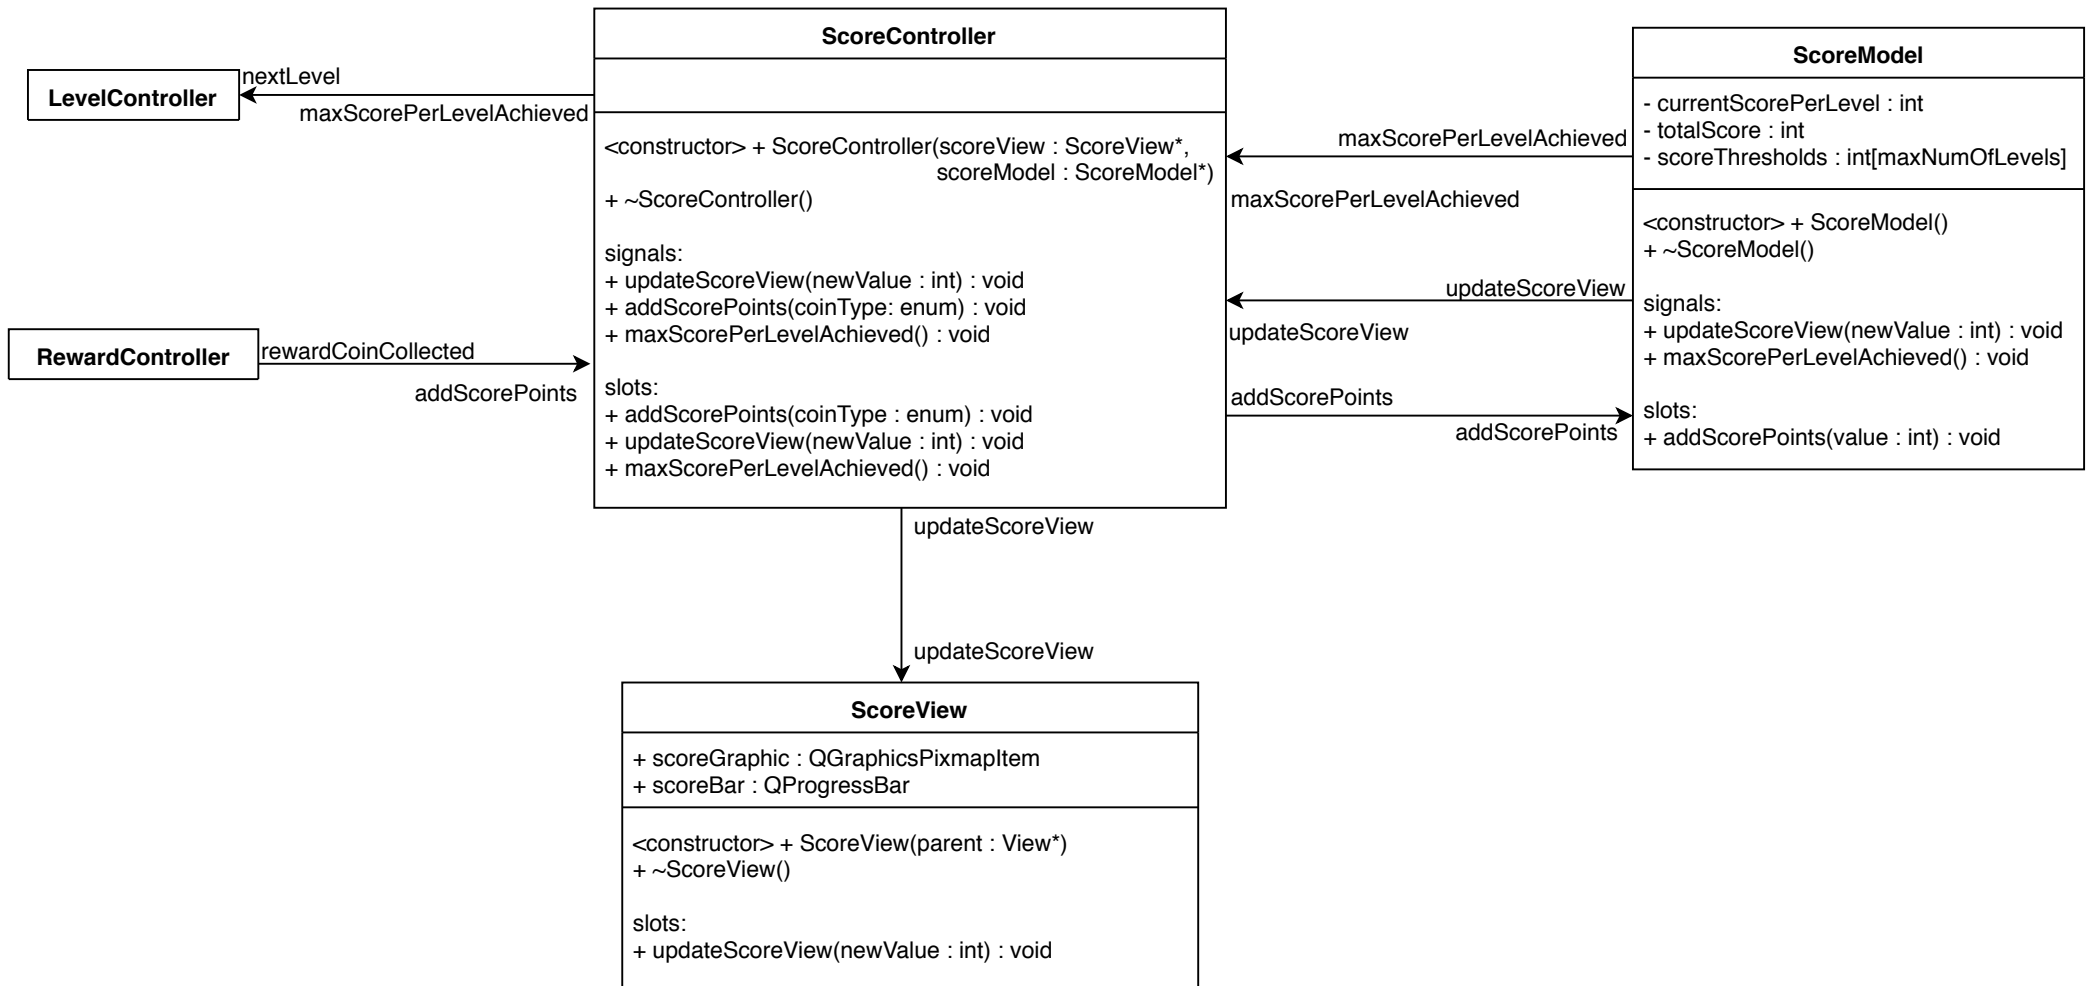 ScoreController
<constructor> + ScoreController(scoreView : ScoreView*,
scoreModel : ScoreModel*)
+ ~ScoreController()
signals:
+ updateScoreView(newValue : int) : void
+ addScorePoints(coinType: enum) : void
+ maxScorePerLevelAchieved() : void
slots:
+ addScorePoints(coinType : enum) : void
+ updateScoreView(newValue : int) : void
+ maxScorePerLevelAchieved() : void
LevelController
nextLevel
maxScorePerLevelAchieved
RewardController
rewardCoinCollected
addScorePoints
maxScorePerLevelAchieved
maxScorePerLevelAchieved
updateScoreView
updateScoreView
addScorePoints
addScorePoints
ScoreModel
- currentScorePerLevel : int
- totalScore : int
- scoreThresholds : int[maxNumOfLevels]
<constructor> + ScoreModel()
+ ~ScoreModel()
signals:
+ updateScoreView(newValue : int) : void
+ maxScorePerLevelAchieved() : void
slots:
+ addScorePoints(value : int) : void
updateScoreView
updateScoreView
ScoreView
+ scoreGraphic : QGraphicsPixmapItem
+ scoreBar : QProgressBar
<constructor> + ScoreView(parent : View*)
+ ~ScoreView()
slots:
+ updateScoreView(newValue : int) : void